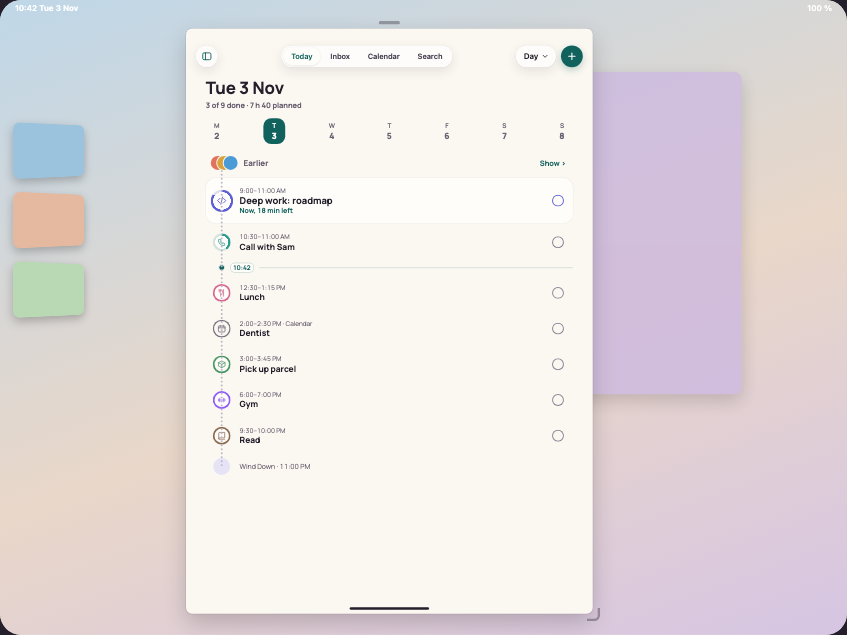 10:42 Tue 3 Nov
100 %
Today Inbox Calendar Search
Day
Tue 3 Nov
3 of 9 done · 7 h 40 planned
M T W T F S S
2 3 4 5 6 7 8
Earlier
Show ›
9:00–11:00 AM
Deep work: roadmap
Now, 18 min left
10:30–11:00 AM
Call with Sam
10:42
12:30–1:15 PM
Lunch
2:00–2:30 PM · Calendar
Dentist
3:00–3:45 PM
Pick up parcel
6:00–7:00 PM
Gym
9:30–10:00 PM
Read
Wind Down · 11:00 PM